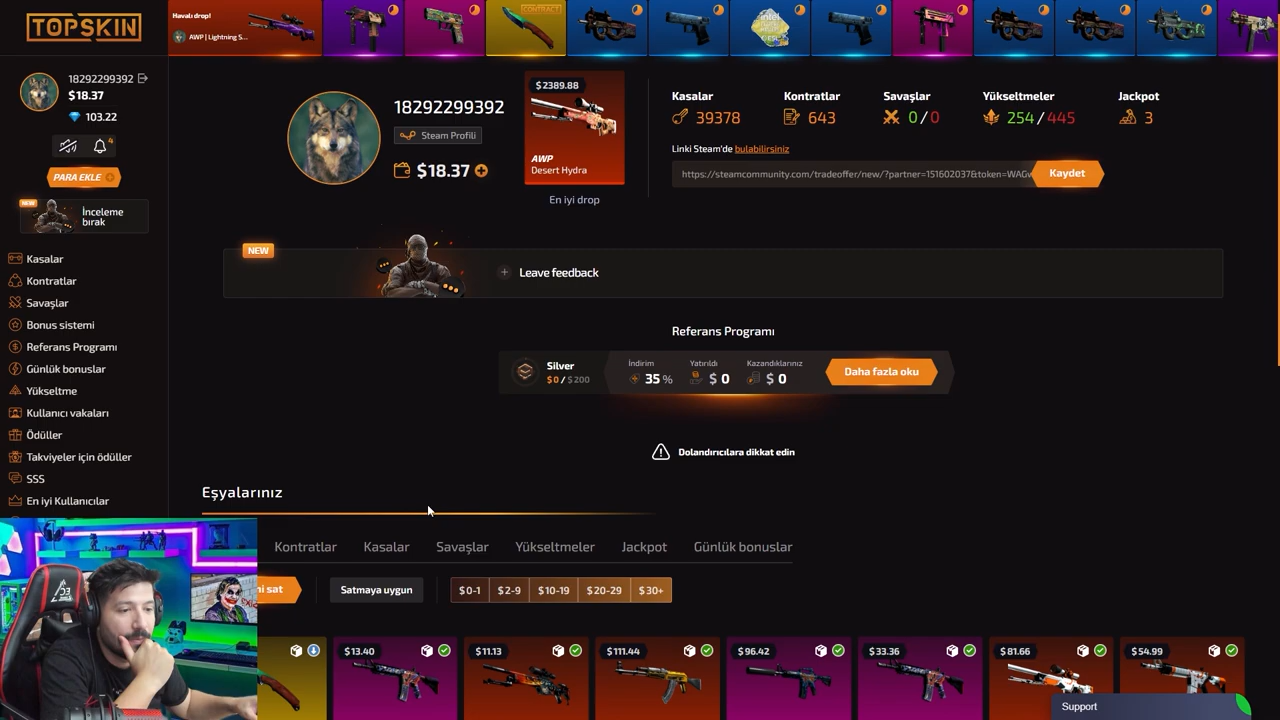 TOPSKIN
Havalı drop!
AWP | Lightning S...
CONTRACT
18292299392
$18.37
103.22
4
PARA EKLE
NEW
İnceleme
bırak
Kasalar
Kontratlar
Savaşlar
Bonus sistemi
Referans Programı
Günlük bonuslar
Yükseltme
Kullanıcı vakaları
Ödüller
Takviyeler için ödüller
SSS
En iyi Kullanıcılar
18292299392
Steam Profili
$18.37
$2389.88
AWP
Desert Hydra
En iyi drop
Kasalar
39378
Kontratlar
643
Savaşlar
0/0
Yükseltmeler
254/445
Jackpot
3
Linki Steam'de bulabilirsiniz
https://steamcommunity.com/tradeoffer/new/?partner=151602037&token=WAGw
Kaydet
NEW
+ Leave feedback
Referans Programı
Silver
$0/$200
İndirim
35 %
Yatırıldı
$ 0
Kazandıklarınız
$ 0
Daha fazla oku
Dolandırıcılara dikkat edin
Eşyalarınız
Kontratlar
Kasalar
Savaşlar
Yükseltmeler
Jackpot
Günlük bonuslar
ni sat
Satmaya uygun
$0-1
$2-9
$10-19
$20-29
$30+
$13.40
$11.13
$111.44
$96.42
$33.36
$81.66
$54.99
Support